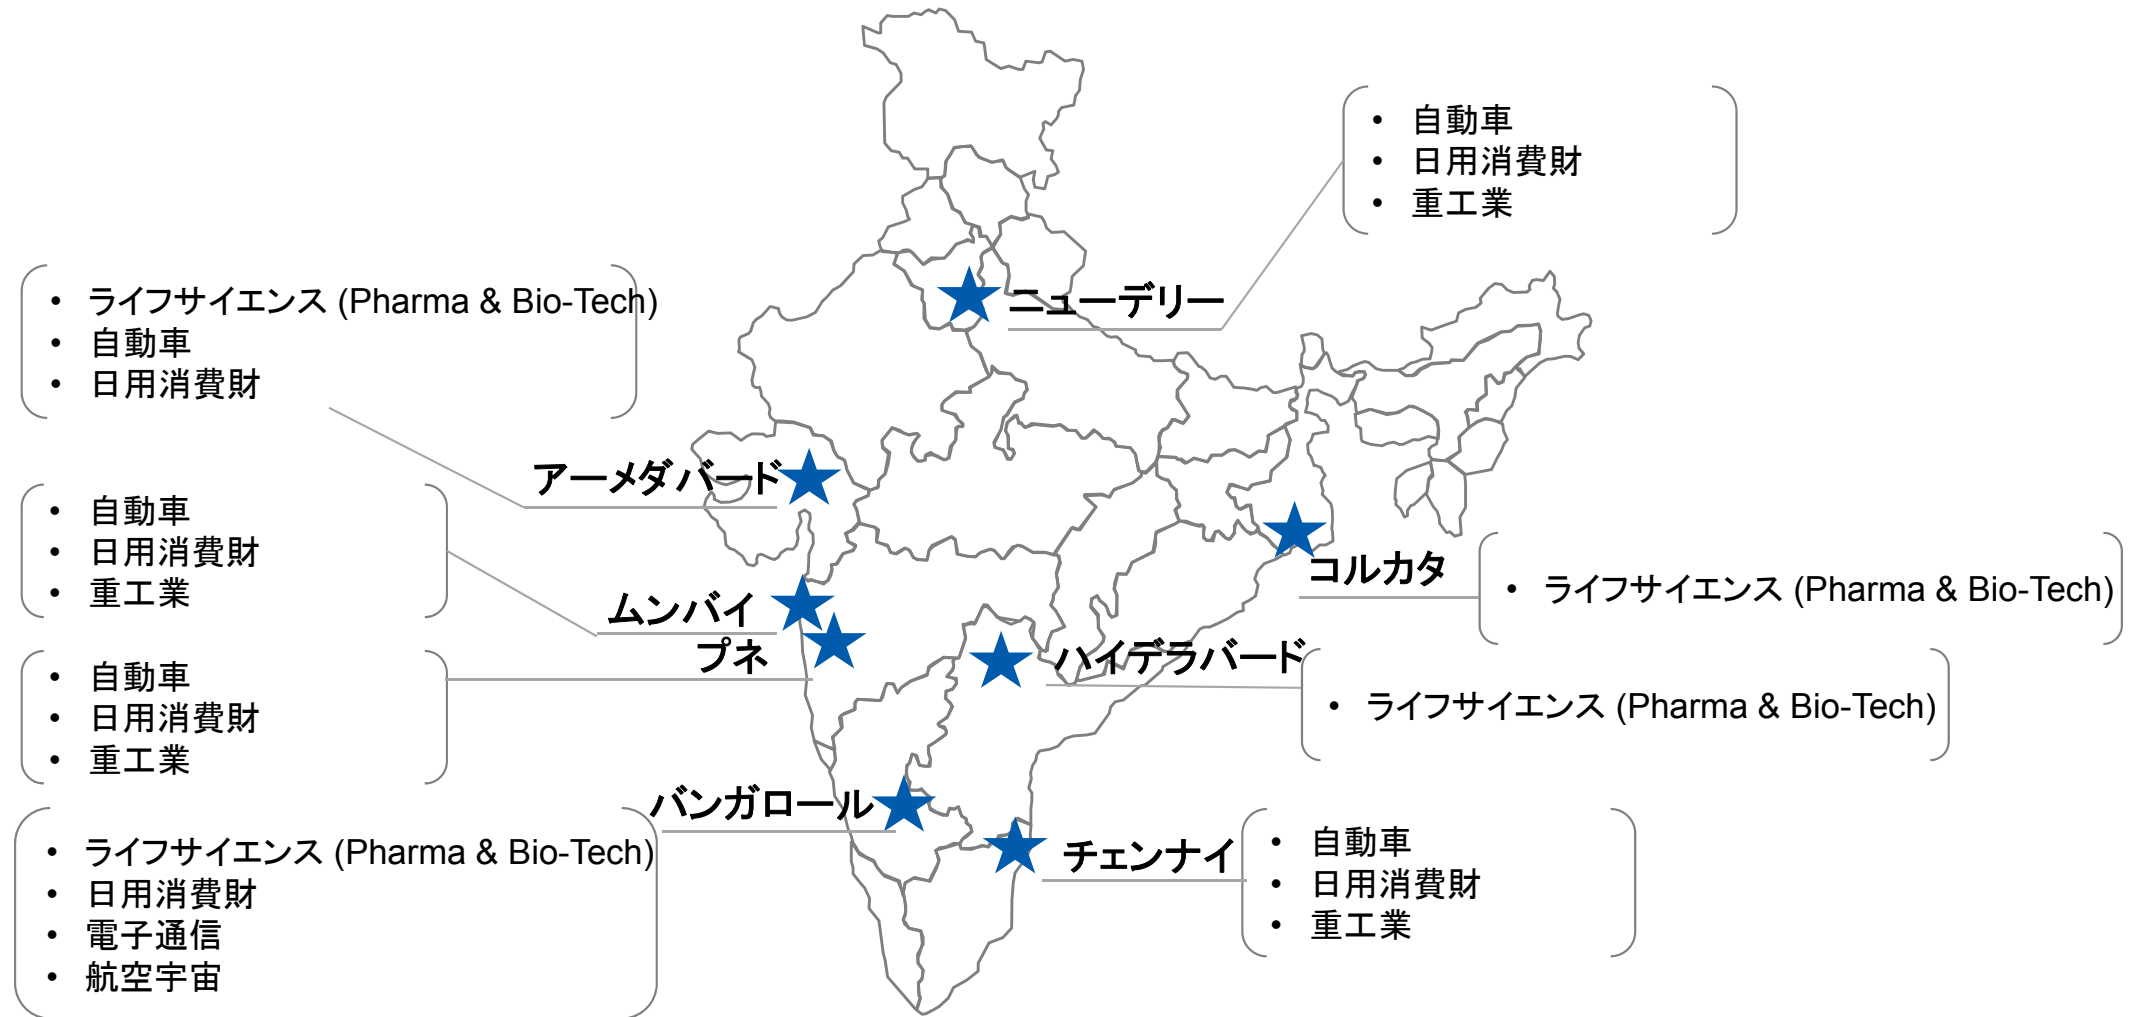 • 自動車
• 日用消費財
• 重工業
ニューデリー
• ライフサイエンス (Pharma & Bio-Tech)
• 自動車
• 日用消費財
アーメダバード
• 自動車
• 日用消費財
• 重工業
ムンバイ
プネ
• 自動車
• 日用消費財
• 重工業
コルカタ
• ライフサイエンス (Pharma & Bio-Tech)
ハイデラバード
• ライフサイエンス (Pharma & Bio-Tech)
バンガロール
• ライフサイエンス (Pharma & Bio-Tech)
• 日用消費財
• 電子通信
• 航空宇宙
チェンナイ
• 自動車
• 日用消費財
• 重工業